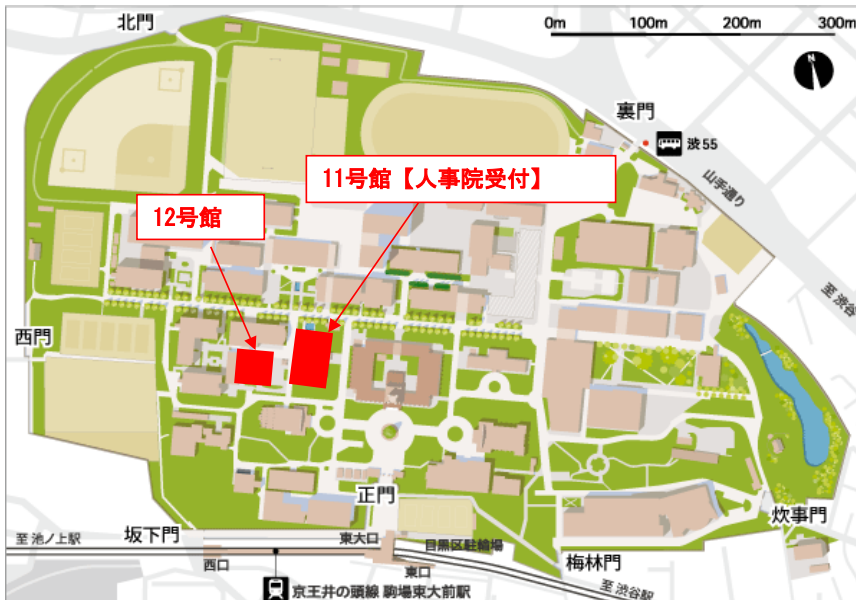 北門
0m 100m 200m 300m
N
裏門
渋55
山手通り
至 渋谷
11号館【人事院受付】
12号館
西門
正門
炊事門
坂下門
至 池ノ上駅
東大口
目黒区駐輪場
梅林門
西口
東口
至 渋谷駅
京王井の頭線 駒場東大前駅